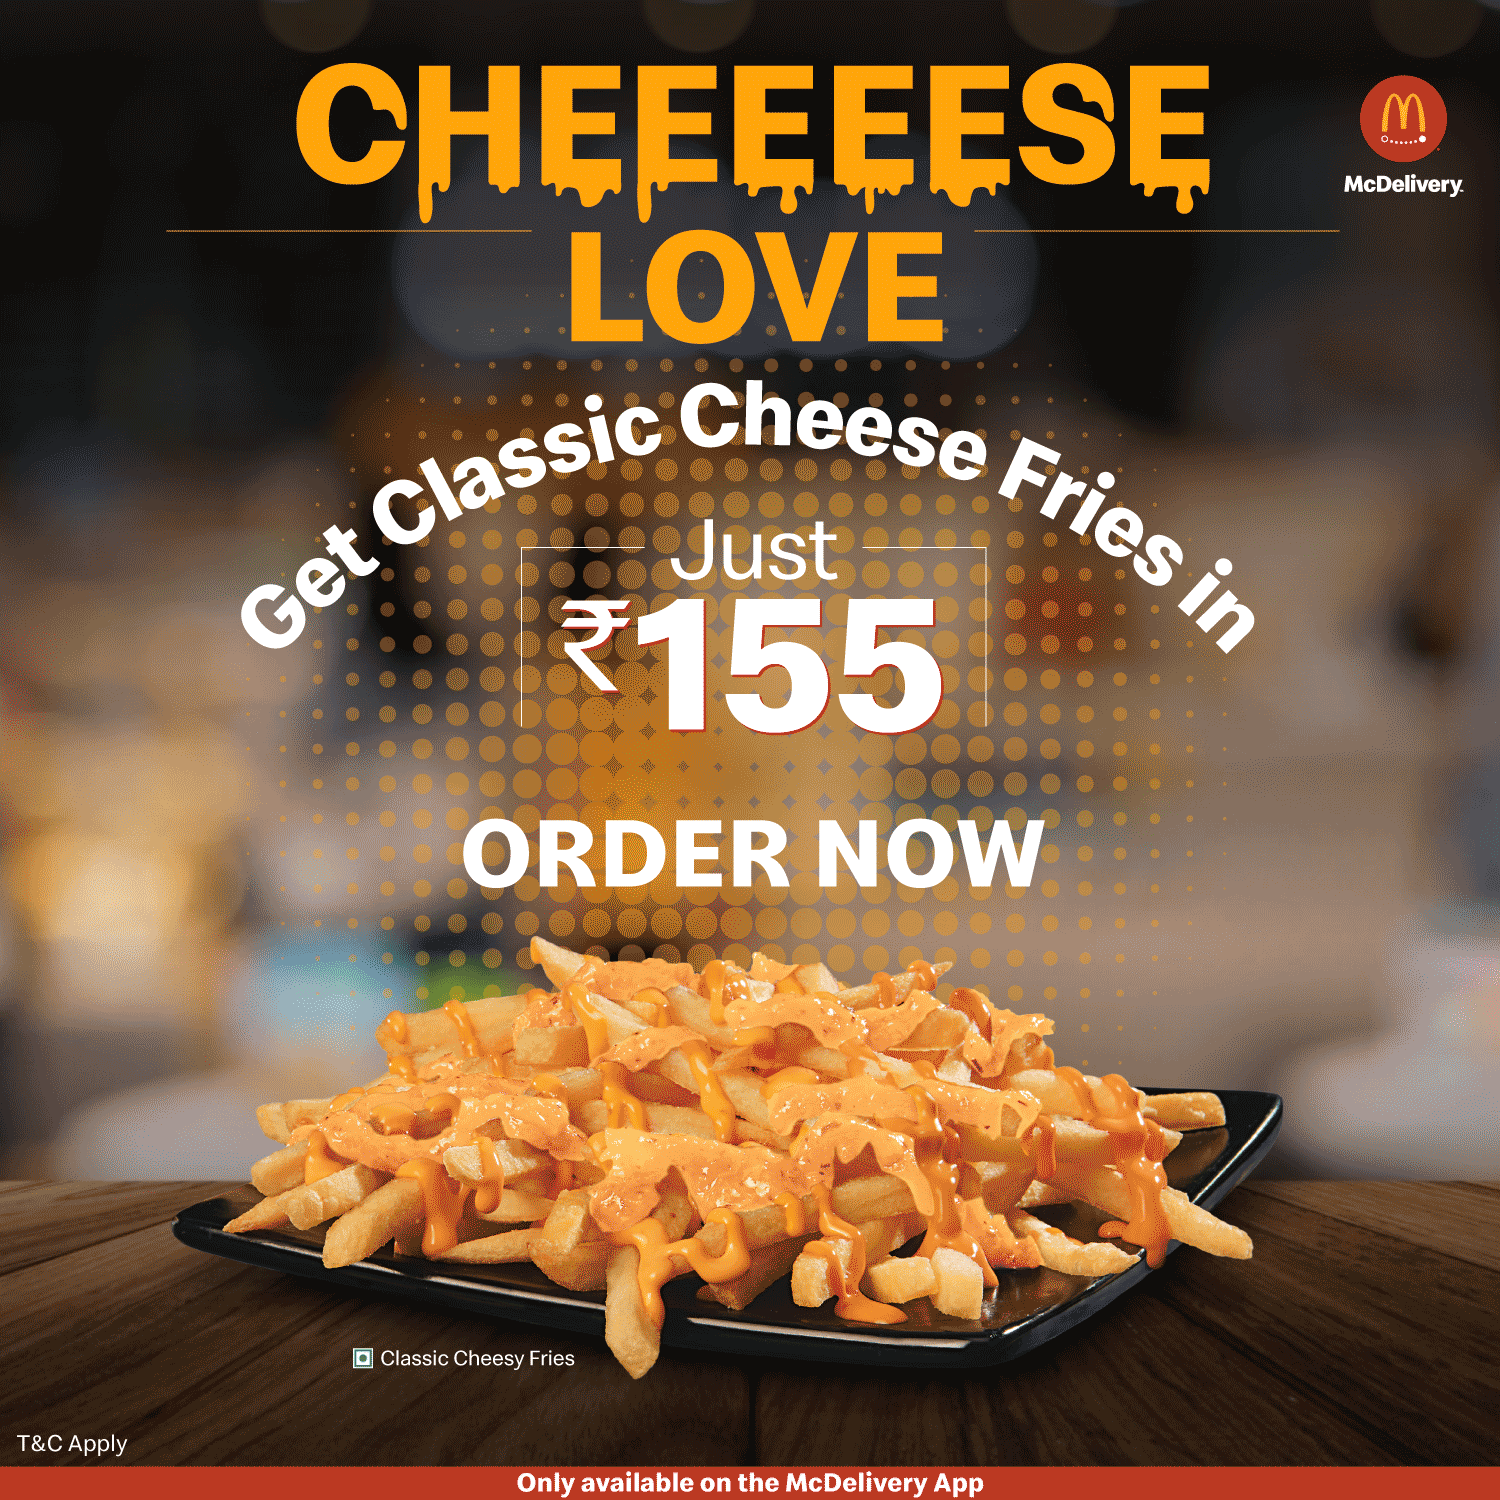 CHEEEEESE
McDelivery
LOVE
Get Classic Cheese Fries in
Just
₹155
ORDER NOW
Classic Cheesy Fries
T&C Apply
Only available on the McDelivery App